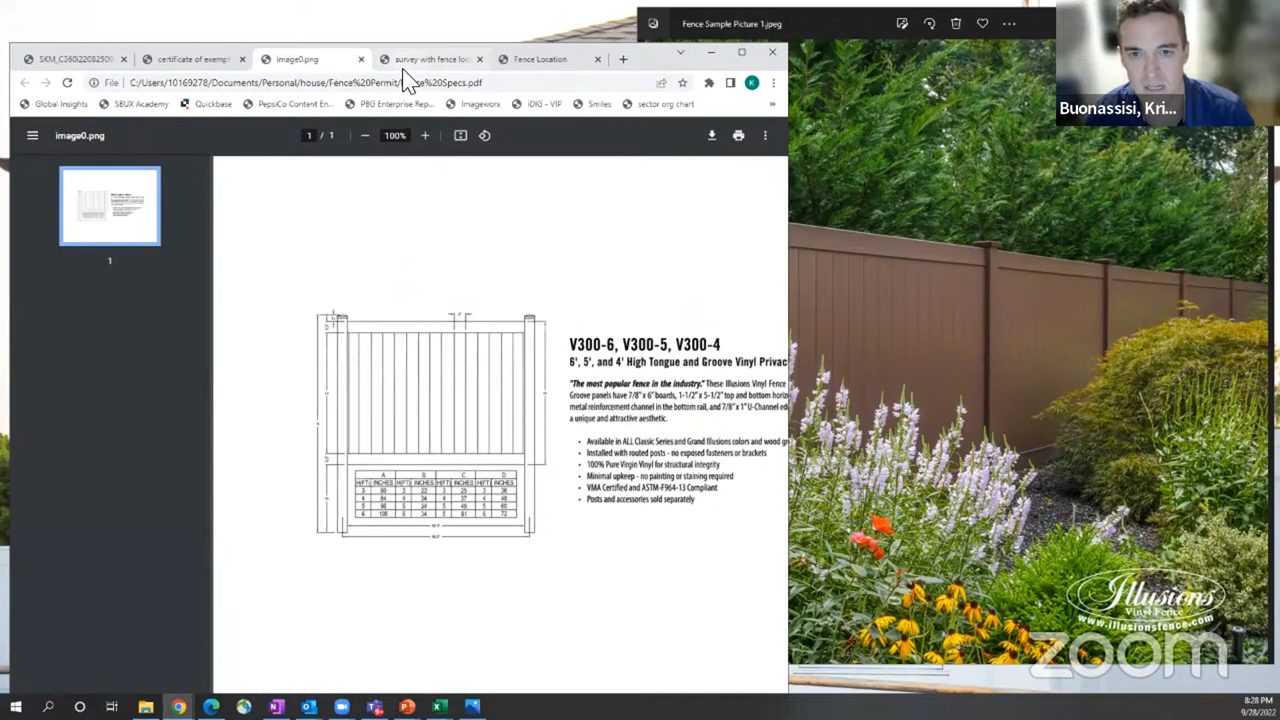 Fence Sample Picture 1.jpeg
Buonassisi, Kri...
certificate of exempt
image0.png
survey with fence loc
Fence Location
C:/Users/10169278/Documents/Personal/house/Fence%20Permit/
%20Specs.pdf
Global Insights
SBUX Academy
Quickbase
PepsiCo Content En...
PBG Enterprise Rep...
Imageworx
iDIG - VIP
Smiles
sector org chart
K
image0.png
1 / 1
100%
1
V300-6, V300-5, V300-4
6', 5', and 4' High Tongue and Groove Vinyl Privac
"The most popular fence in the industry." These Illusions Vinyl Fence
Groove panels have 7/8" x 6" boards, 1-1/2" x 5-1/2" top and bottom horiz
metal reinforcement channel in the bottom rail, and 7/8" x 1" U-Channel ed
a unique and attractive aesthetic.
• Available in ALL Classic Series and Grand Illusions colors and wood gr
• Installed with routed posts - no exposed fasteners or brackets
• 100% Pure Virgin Vinyl for structural integrity
• Minimal upkeep - no painting or staining required
• VMA Certified and ASTM-F964-13 Compliant
• Posts and accessories sold separately
A B C D
Illusions
Vinyl Fence
www.illusionsfence.com
zoom
8:28 PM
9/28/2022